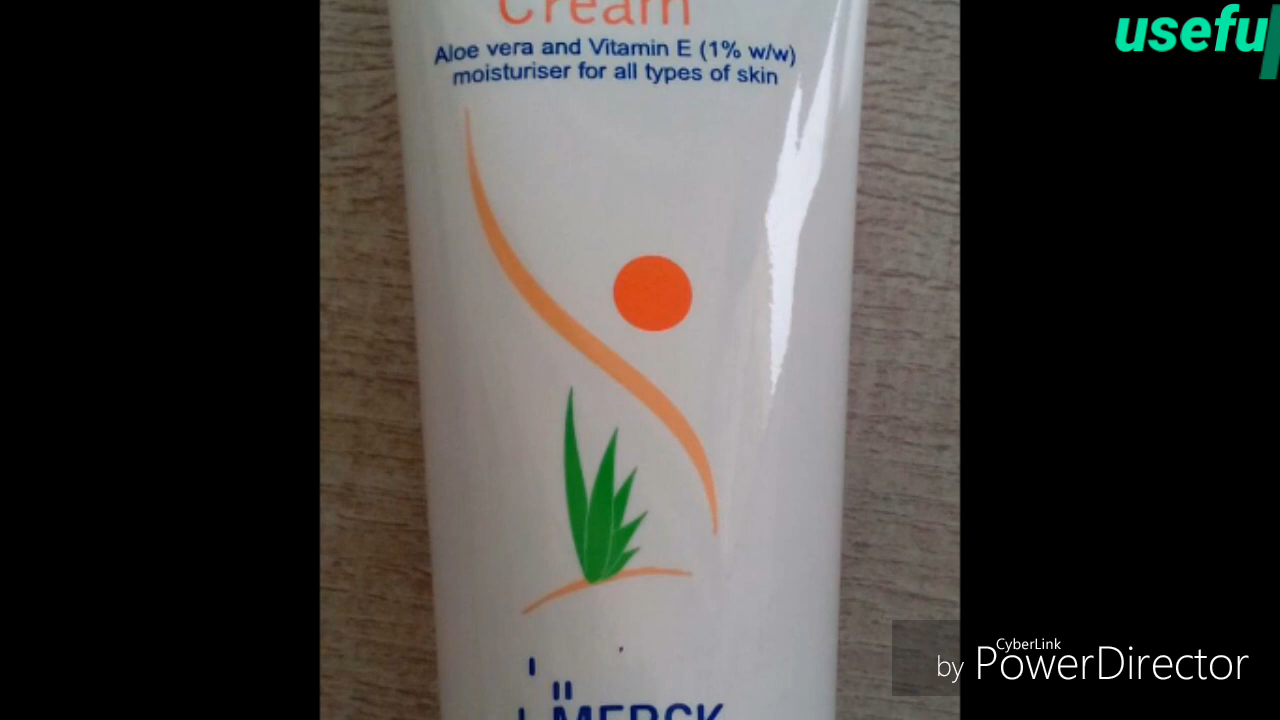 Cream
Aloe vera and Vitamin E (1% w/w)
moisturiser for all types of skin
MERCK
usefu
CyberLink
by PowerDirector